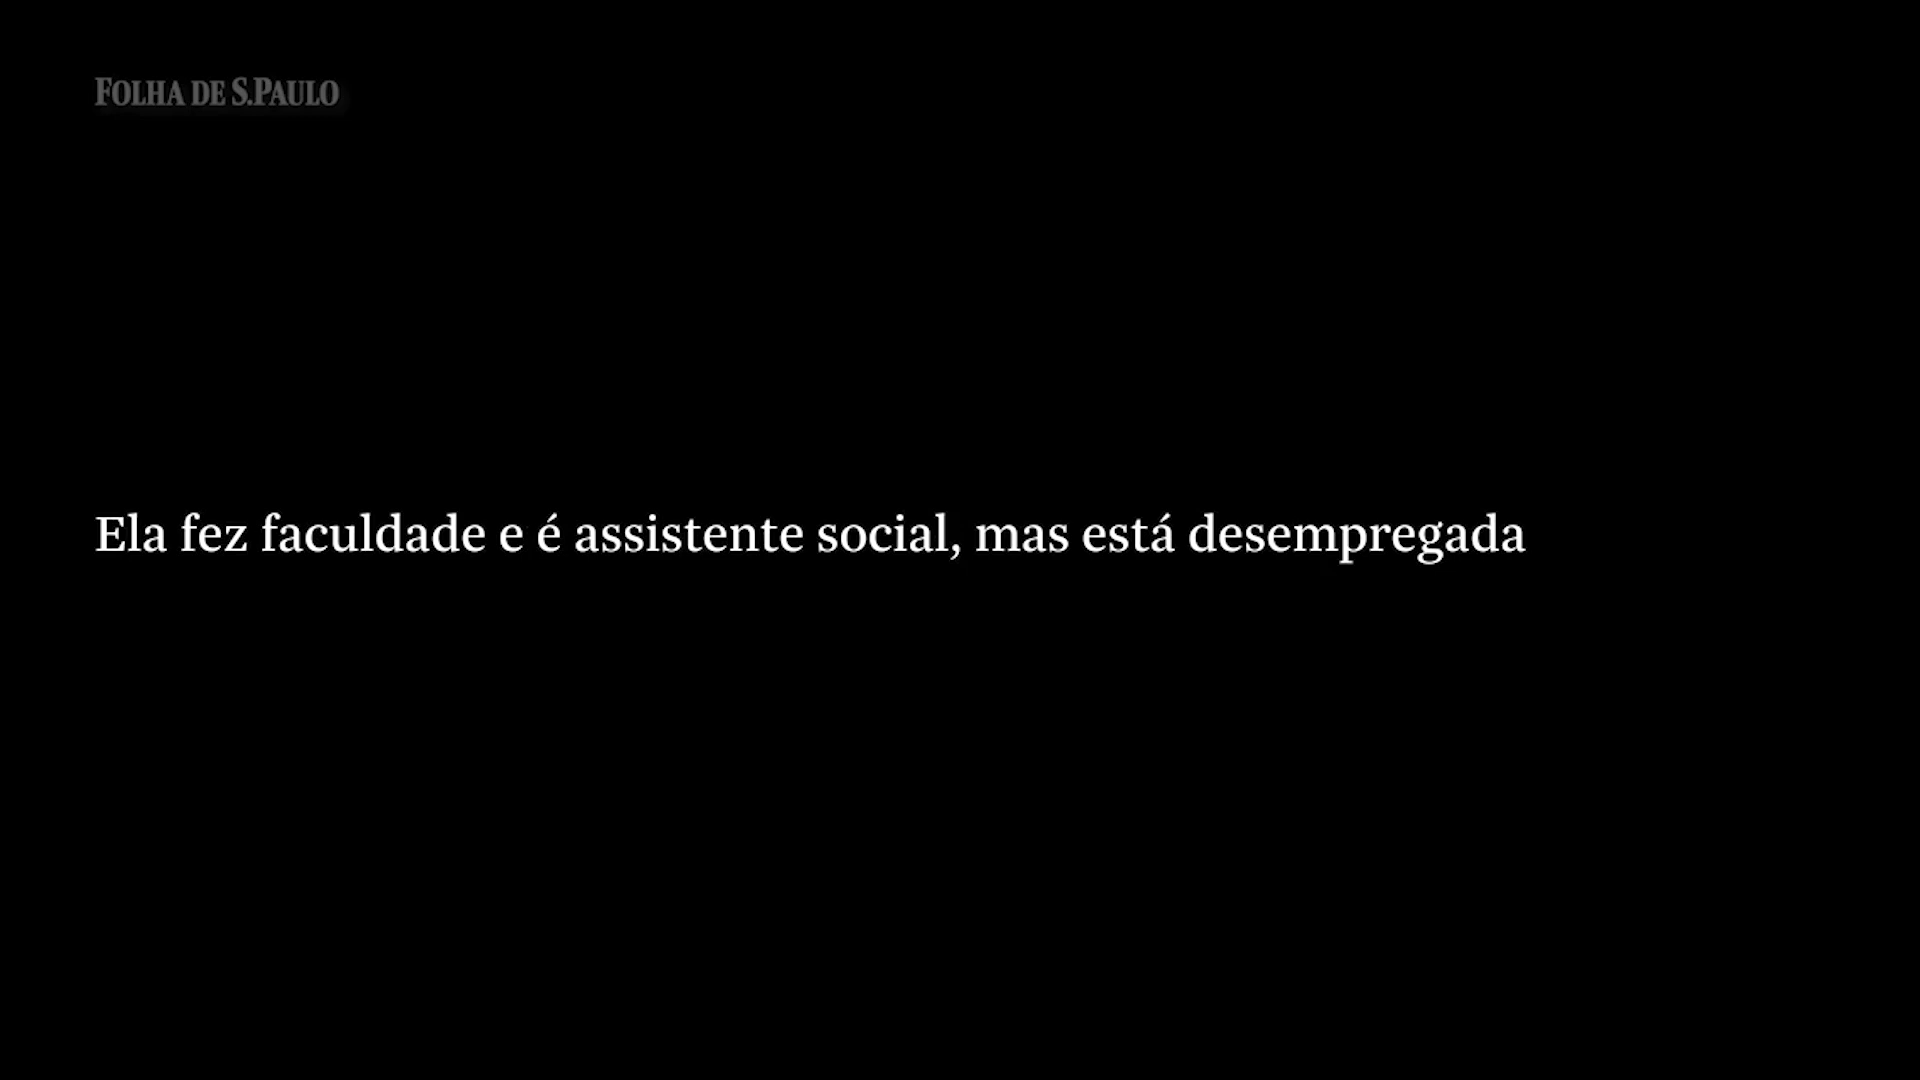 FOLHA DE S.PAULO
Ela fez faculdade e é assistente social, mas está desempregada